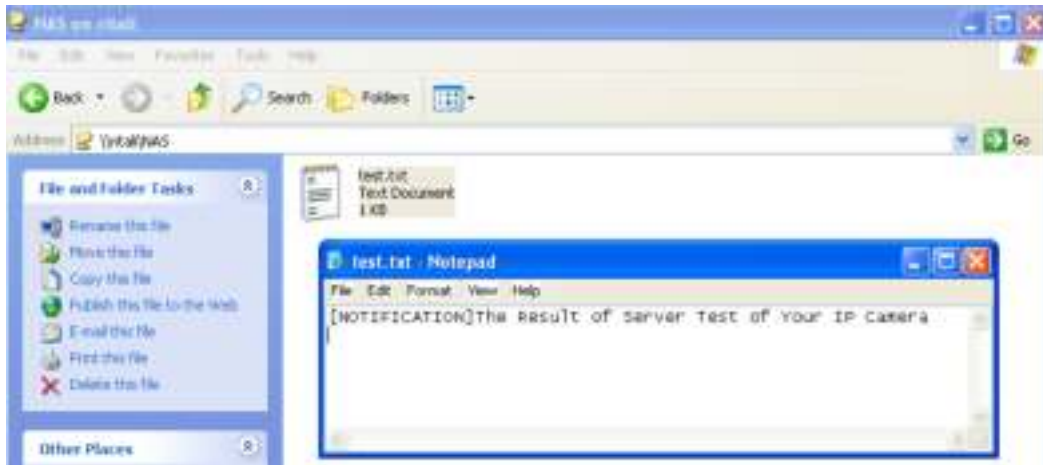 NAS on
File Edit View Favorites Tools Help
Back Search Folders
Address \\ \NAS Go
File and Folder Tasks
Rename this file
Move this file
Copy this file
Publish this file to the Web
E-mail this file
Print this file
Delete this file
Other Places
test.txt
Text Document
1 KB
test.txt - Notepad
File Edit Format View Help
[NOTIFICATION]The Result of Server Test of Your IP Camera